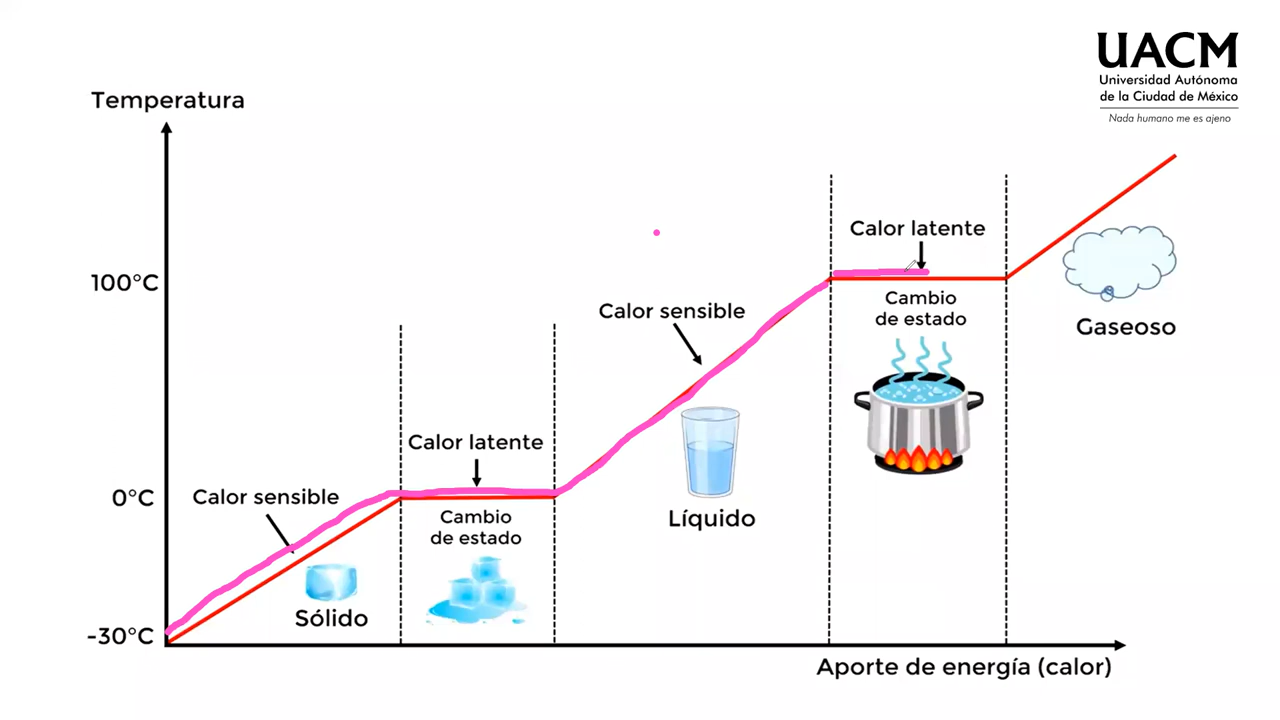 UACM
Universidad Autónoma
de la Ciudad de México
Nada humano me es ajeno
Temperatura
Calor latente
100°C
Cambio
de estado
Calor sensible
Gaseoso
Calor latente
Calor sensible
0°C
Cambio
de estado
Líquido
Sólido
-30°C
Aporte de energía (calor)